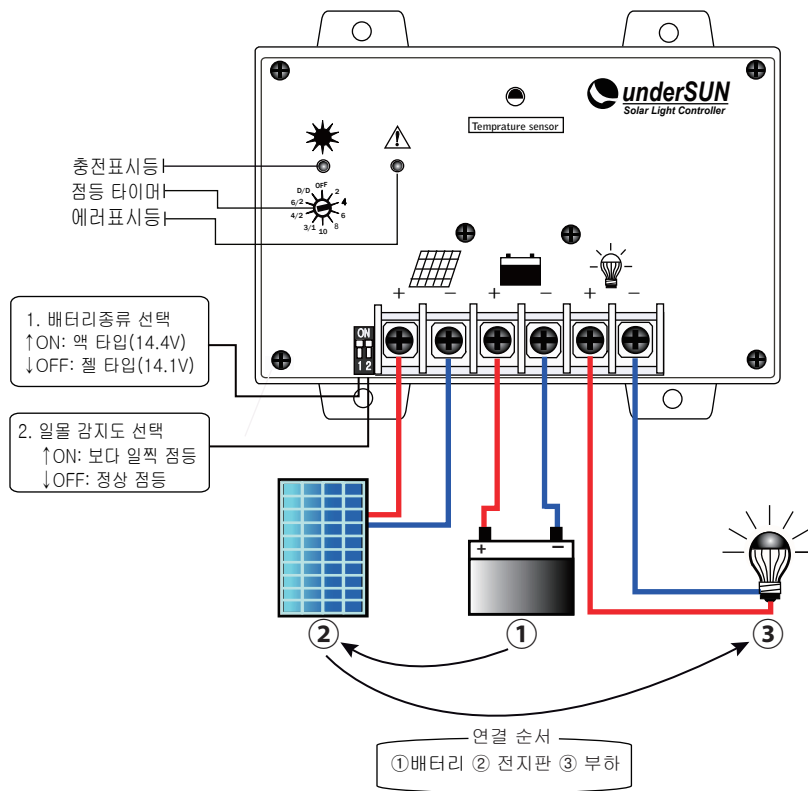 underSUN
Solar Light Controller
Temprature sensor
충전표시등
점등 타이머
에러표시등
OFF
2
4
6
8
10
3/1
4/2
6/2
D/D
+ − + − + −
ON
1 2
1. 배터리종류 선택
↑ON: 액 타입(14.4V)
↓OFF: 젤 타입(14.1V)
2. 일몰 감지도 선택
↑ON: 보다 일찍 점등
↓OFF: 정상 점등
+ −
② ① ③
연결 순서
①배터리 ② 전지판 ③ 부하